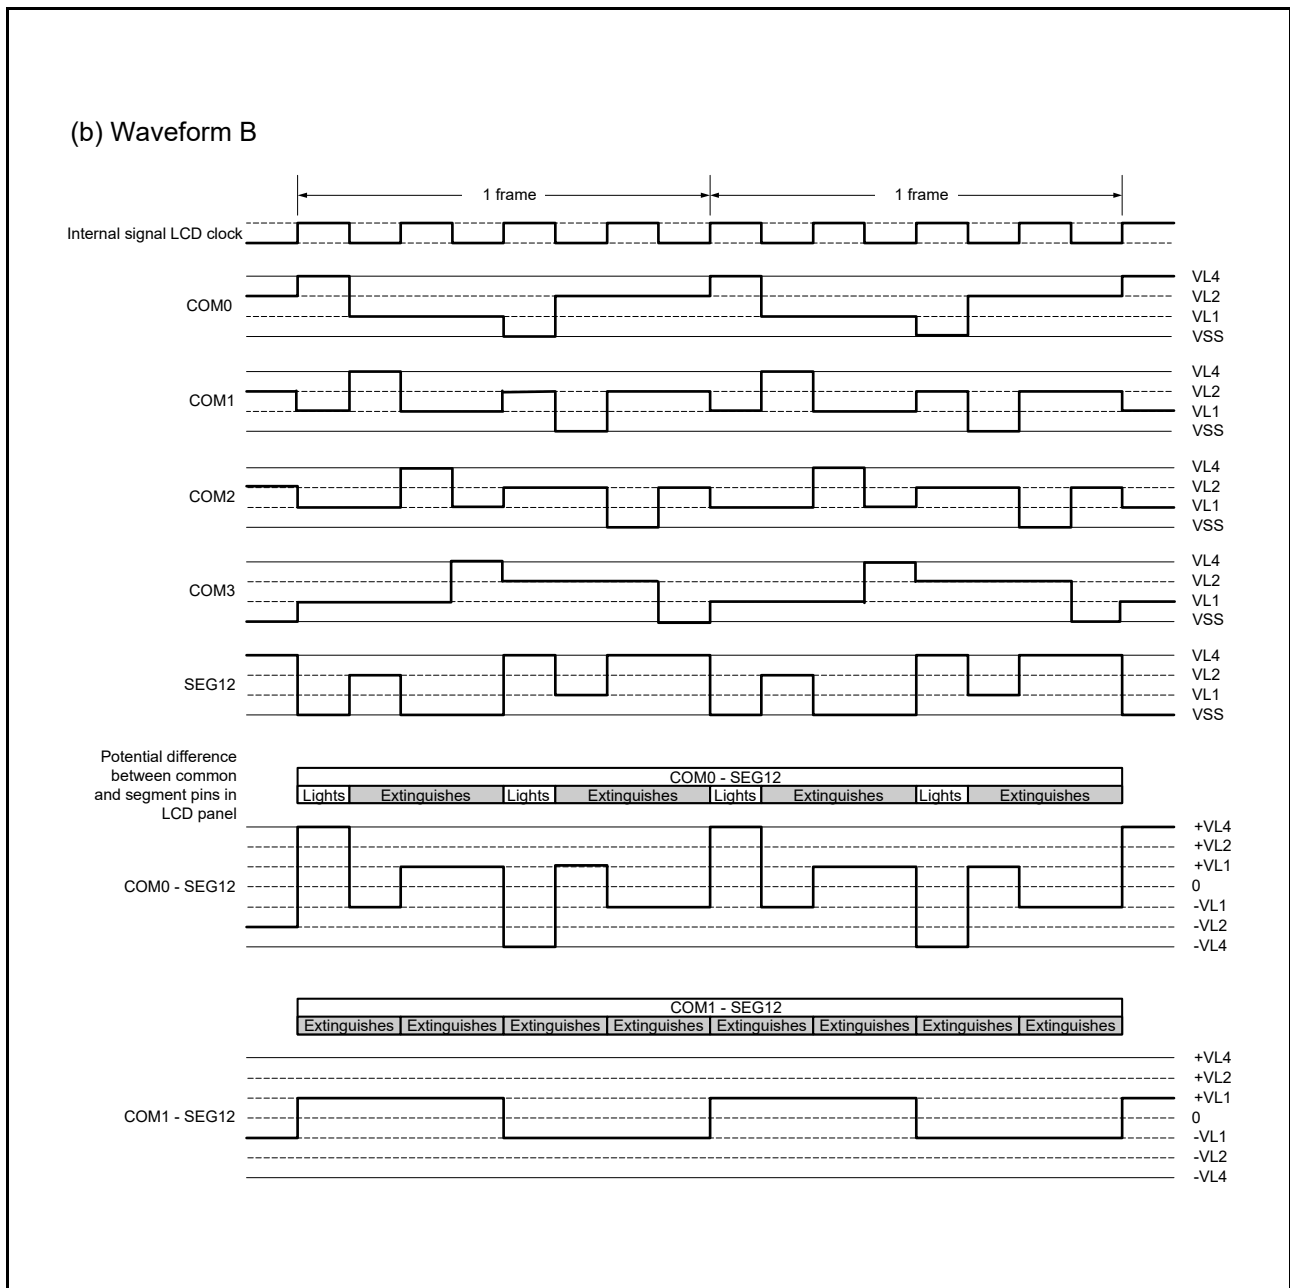 (b) Waveform B
1 frame 1 frame
Internal signal LCD clock
COM0
VL4
VL2
VL1
VSS
COM1
VL4
VL2
VL1
VSS
COM2
VL4
VL2
VL1
VSS
COM3
VL4
VL2
VL1
VSS
SEG12
VL4
VL2
VL1
VSS
Potential difference
between common
and segment pins in
LCD panel
COM0 - SEG12
Lights Extinguishes Lights Extinguishes Lights Extinguishes Lights Extinguishes
COM0 - SEG12
+VL4
+VL2
+VL1
0
-VL1
-VL2
-VL4
COM1 - SEG12
Extinguishes Extinguishes Extinguishes Extinguishes Extinguishes Extinguishes Extinguishes Extinguishes
COM1 - SEG12
+VL4
+VL2
+VL1
0
-VL1
-VL2
-VL4